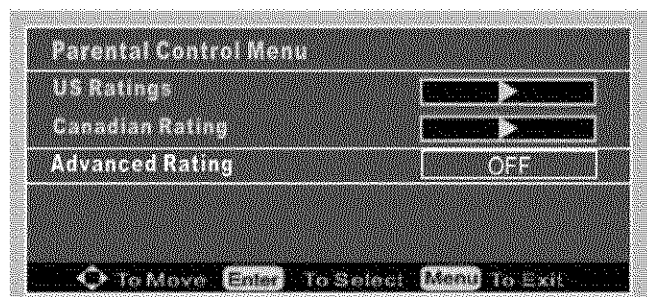 Parental Control Menu
US Ratings
Canadian Rating
Advanced Rating OFF
To Move Enter To Select Menu To Exit